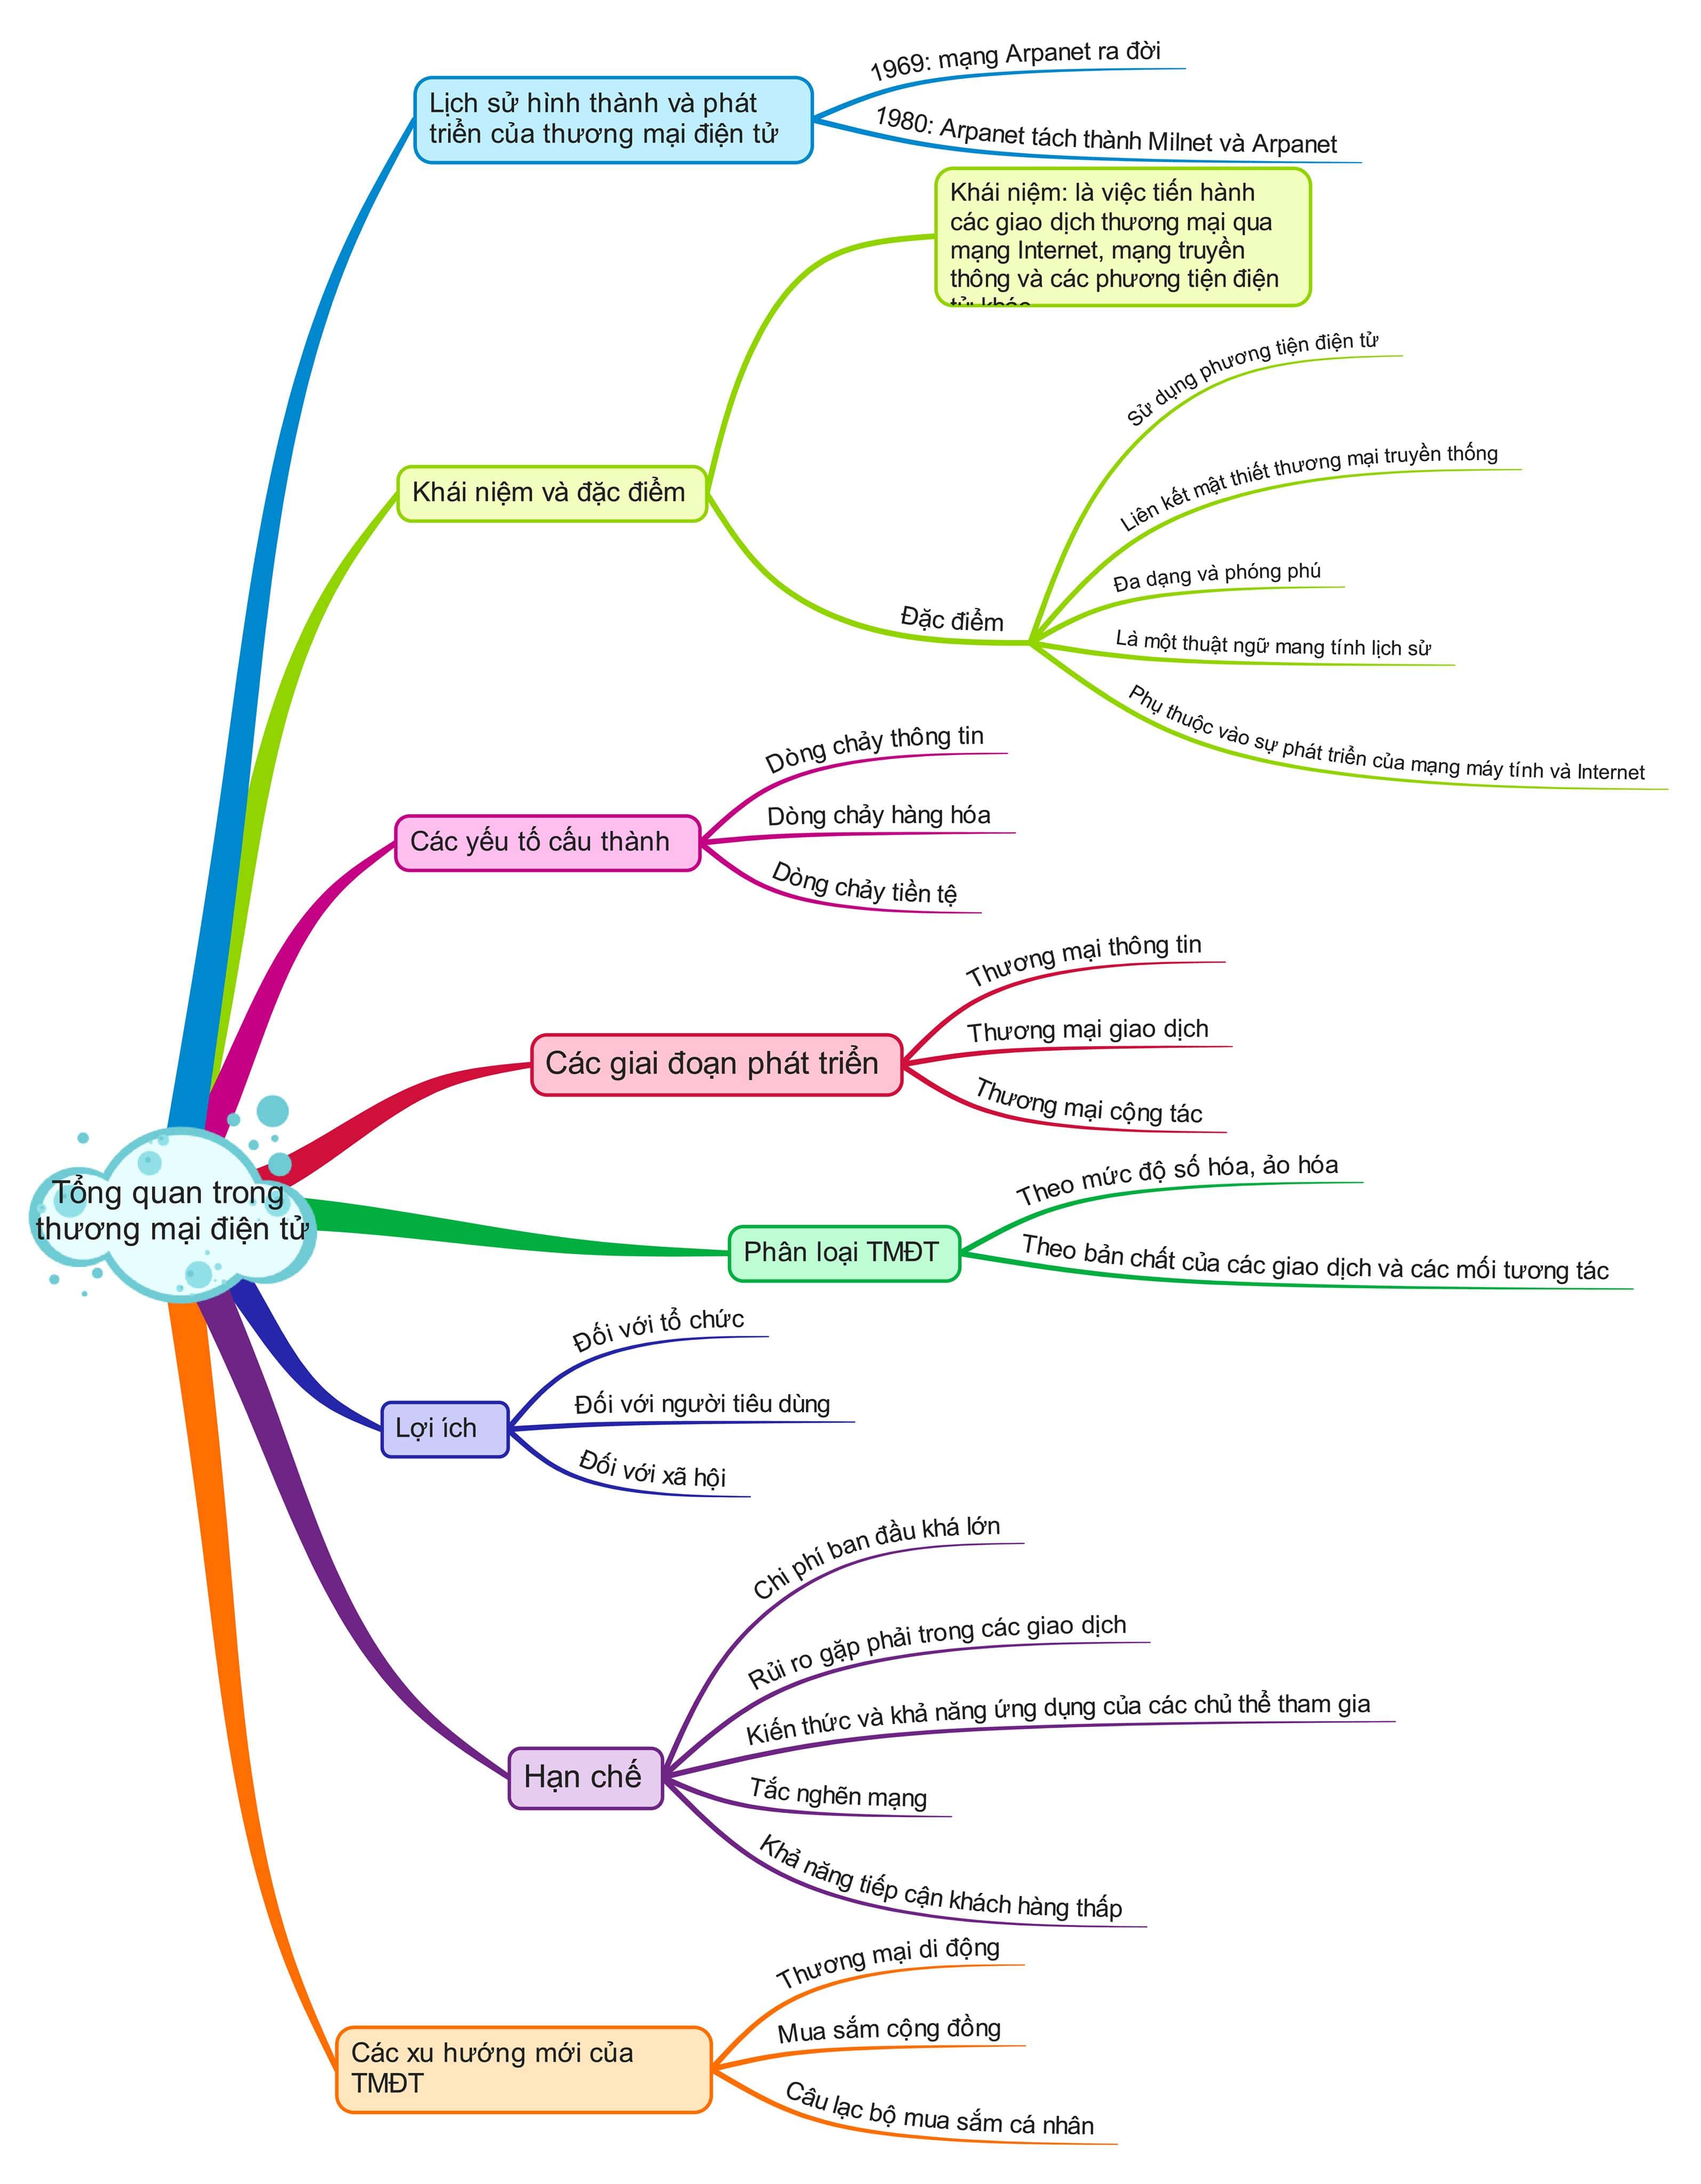 Tổng quan trong
thương mại điện tử
Lịch sử hình thành và phát
triển của thương mại điện tử
1969: mạng Arpanet ra đời
1980: Arpanet tách thành Milnet và Arpanet
Khái niệm và đặc điểm
Khái niệm: là việc tiến hành
các giao dịch thương mại qua
mạng Internet, mạng truyền
thông và các phương tiện điện
Đặc điểm
Sử dụng phương tiện điện tử
Liên kết mật thiết thương mại truyền thống
Đa dạng và phóng phú
Là một thuật ngữ mang tính lịch sử
Phụ thuộc vào sự phát triển của mạng máy tính và Internet
Các yếu tố cấu thành
Dòng chảy thông tin
Dòng chảy hàng hóa
Dòng chảy tiền tệ
Các giai đoạn phát triển
Thương mại thông tin
Thương mại giao dịch
Thương mại cộng tác
Phân loại TMĐT
Theo mức độ số hóa, ảo hóa
Theo bản chất của các giao dịch và các mối tương tác
Lợi ích
Đối với tổ chức
Đối với người tiêu dùng
Đối với xã hội
Hạn chế
Chi phí ban đầu khá lớn
Rủi ro gặp phải trong các giao dịch
Kiến thức và khả năng ứng dụng của các chủ thể tham gia
Tắc nghẽn mạng
Khả năng tiếp cận khách hàng thấp
Các xu hướng mới của
TMĐT
Thương mại di động
Mua sắm cộng đồng
Câu lạc bộ mua sắm cá nhân